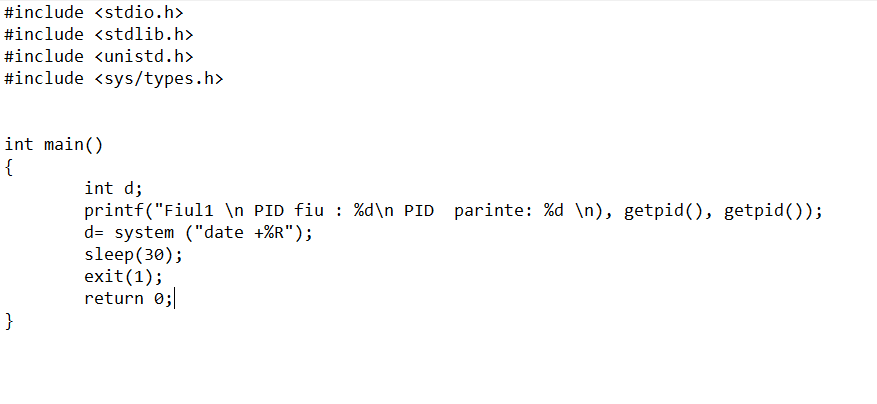 #include <stdio.h>
#include <stdlib.h>
#include <unistd.h>
#include <sys/types.h>
int main()
{
        int d;
        printf("Fiul1 \n PID fiu : %d\n PID  parinte: %d \n), getpid(), getpid());
        d= system ("date +%R");
        sleep(30);
        exit(1);
        return 0;
}